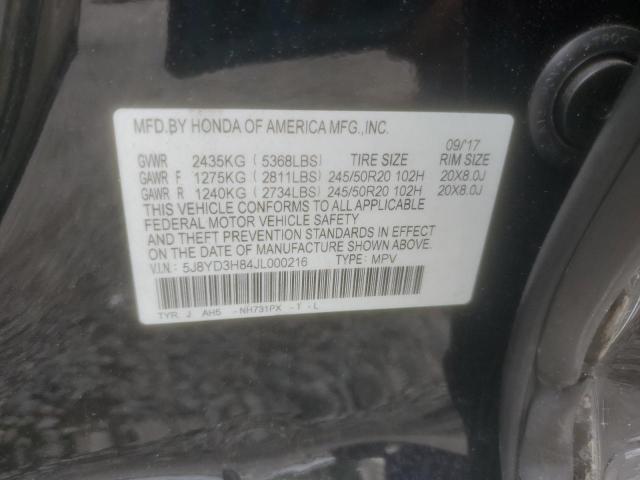 MFD.BY HONDA OF AMERICA MFG.,INC.
09/'17
GVWR 2435KG ( 5368LBS) TIRE SIZE RIM SIZE
GAWR F 1275KG ( 2811LBS) 245/50R20 102H 20X8.0J
GAWR R 1240KG ( 2734LBS) 245/50R20 102H 20X8.0J
THIS VEHICLE CONFORMS TO ALL APPLICABLE
FEDERAL MOTOR VEHICLE SAFETY
AND THEFT PREVENTION STANDARDS IN EFFECT
ON THE DATE OF MANUFACTURE SHOWN ABOVE.
V.I.N.: 5J8YD3H84JL000216 TYPE: MPV
TYR J AH5 -NH731PX -T -L